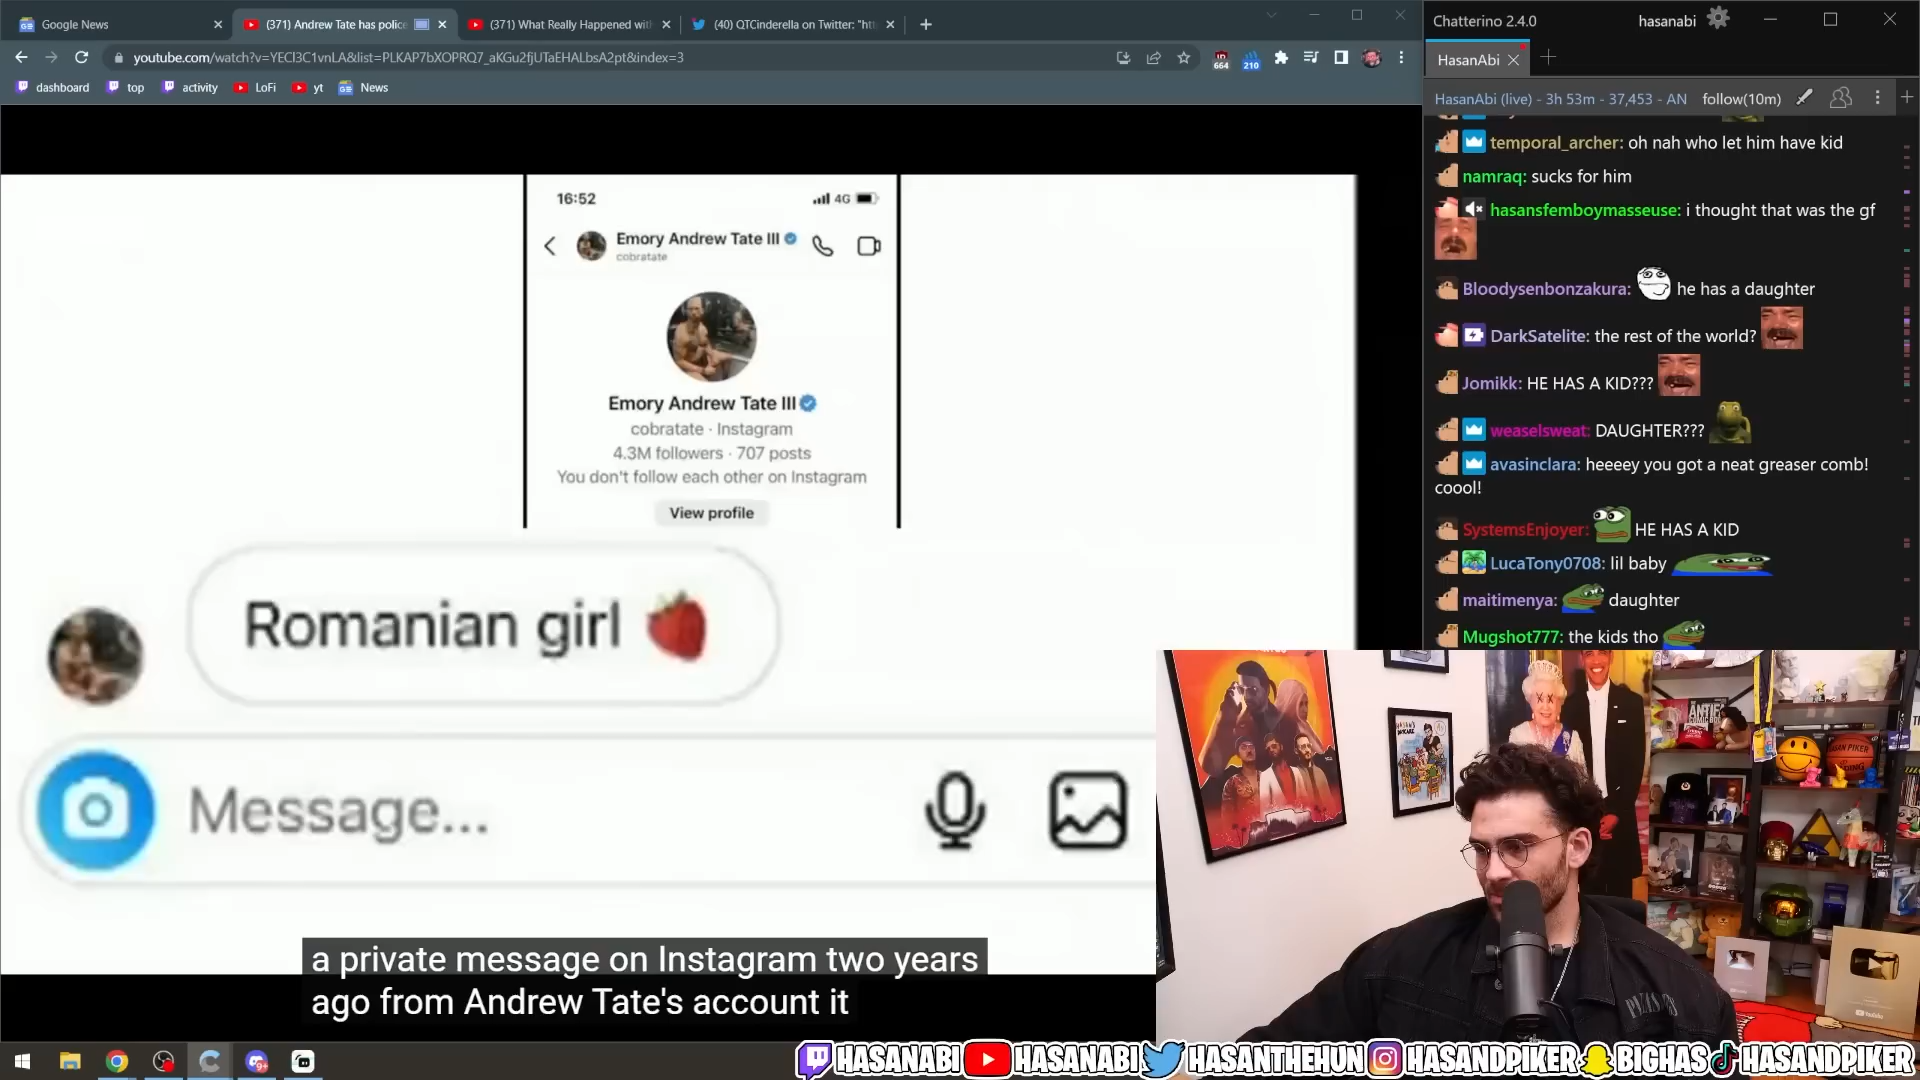 Google News
(371) Andrew Tate has police
(371) What Really Happened wit
(40) QTCinderella on Twitter: "htt
youtube.com/watch?v=YECl3C1vnLA&list=PLKAP7bXOPRQ7_aKGu2fjUTaEHALbsA2pt&index=3
664
210
dashboard
top
activity
LoFi
yt
News
16:52
4G
Emory Andrew Tate III
cobratate
Emory Andrew Tate III
cobratate · Instagram
4.3M followers · 707 posts
You don't follow each other on Instagram
View profile
Romanian girl
Message...
a private message on Instagram two years
ago from Andrew Tate's account it
Chatterino 2.4.0
hasanabi
HasanAbi
HasanAbi (live) - 3h 53m - 37,453 - AN
follow(10m)
temporal_archer: oh nah who let him have kid
namraq: sucks for him
hasansfemboymasseuse: i thought that was the gf
Bloodysenbonzakura: he has a daughter
DarkSatelite: the rest of the world?
Jomikk: HE HAS A KID???
weaselsweat: DAUGHTER???
avasinclara: heeeey you got a neat greaser comb!
coool!
SystemsEnjoyer: HE HAS A KID
LucaTony0708: lil baby
maitimenya: daughter
Mugshot777: the kids tho
HASANABI
HASANABI
HASANTHEHUN
HASANDPIKER
BIGHAS
HASANDPIKER